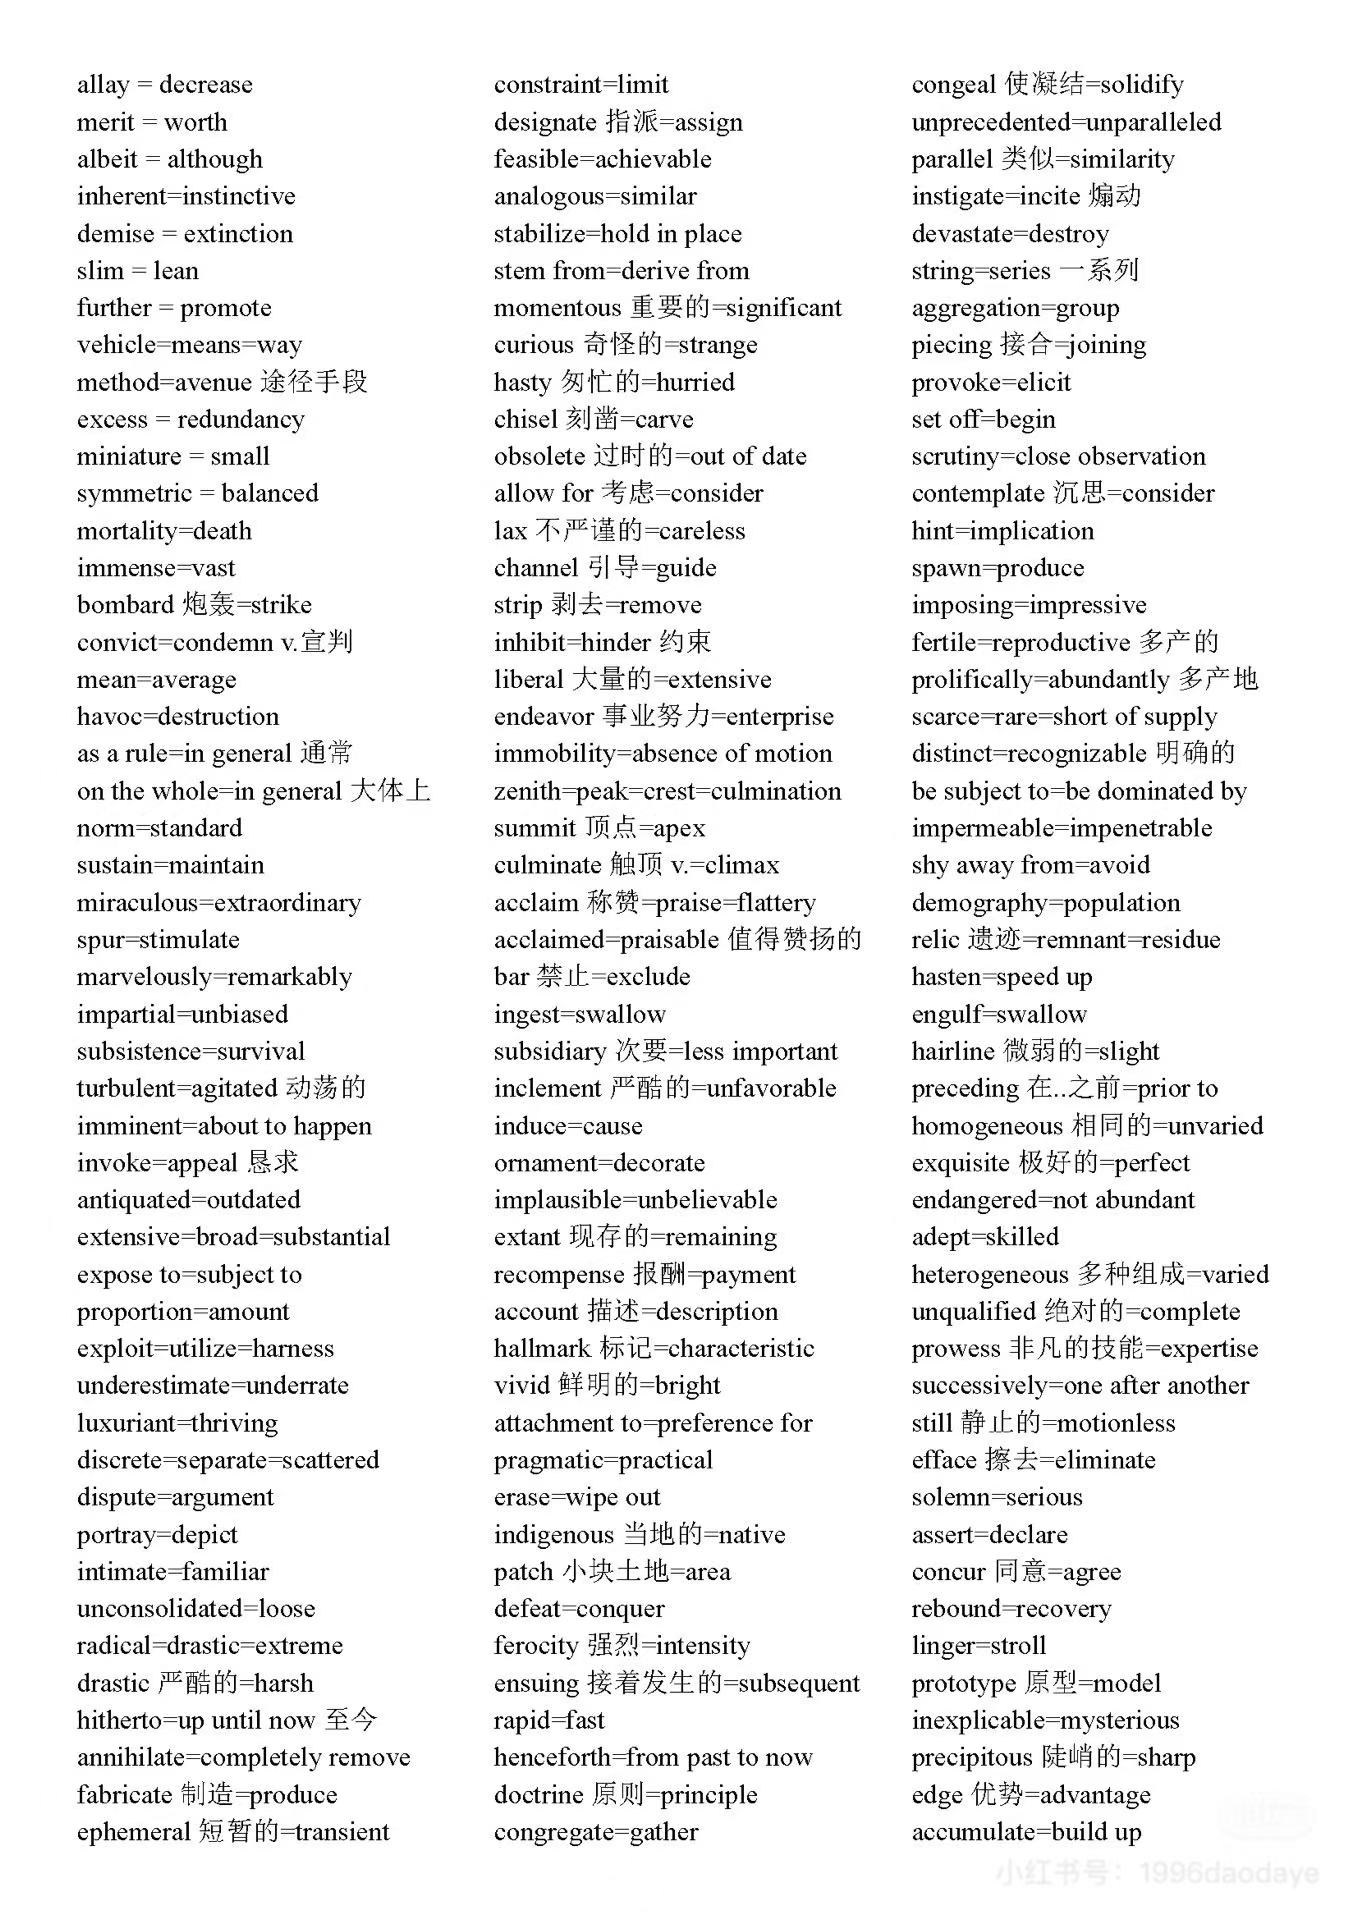 allay = decrease
merit = worth
albeit = although
inherent=instinctive
demise = extinction
slim = lean
further = promote
vehicle=means=way
method=avenue 途径手段
excess = redundancy
miniature = small
symmetric = balanced
mortality=death
immense=vast
bombard 炮轰=strike
convict=condemn v.宣判
mean=average
havoc=destruction
as a rule=in general 通常
on the whole=in general 大体上
norm=standard
sustain=maintain
miraculous=extraordinary
spur=stimulate
marvelously=remarkably
impartial=unbiased
subsistence=survival
turbulent=agitated 动荡的
imminent=about to happen
invoke=appeal 恳求
antiquated=outdated
extensive=broad=substantial
expose to=subject to
proportion=amount
exploit=utilize=harness
underestimate=underrate
luxuriant=thriving
discrete=separate=scattered
dispute=argument
portray=depict
intimate=familiar
unconsolidated=loose
radical=drastic=extreme
drastic 严酷的=harsh
hitherto=up until now 至今
annihilate=completely remove
fabricate 制造=produce
ephemeral 短暂的=transient
constraint=limit
designate 指派=assign
feasible=achievable
analogous=similar
stabilize=hold in place
stem from=derive from
momentous 重要的=significant
curious 奇怪的=strange
hasty 匆忙的=hurried
chisel 刻凿=carve
obsolete 过时的=out of date
allow for 考虑=consider
lax 不严谨的=careless
channel 引导=guide
strip 剥去=remove
inhibit=hinder 约束
liberal 大量的=extensive
endeavor 事业努力=enterprise
immobility=absence of motion
zenith=peak=crest=culmination
summit 顶点=apex
culminate 触顶 v.=climax
acclaim 称赞=praise=flattery
acclaimed=praisable 值得赞扬的
bar 禁止=exclude
ingest=swallow
subsidiary 次要=less important
inclement 严酷的=unfavorable
induce=cause
ornament=decorate
implausible=unbelievable
extant 现存的=remaining
recompense 报酬=payment
account 描述=description
hallmark 标记=characteristic
vivid 鲜明的=bright
attachment to=preference for
pragmatic=practical
erase=wipe out
indigenous 当地的=native
patch 小块土地=area
defeat=conquer
ferocity 强烈=intensity
ensuing 接着发生的=subsequent
rapid=fast
henceforth=from past to now
doctrine 原则=principle
congregate=gather
congeal 使凝结=solidify
unprecedented=unparalleled
parallel 类似=similarity
instigate=incite 煽动
devastate=destroy
string=series 一系列
aggregation=group
piecing 接合=joining
provoke=elicit
set off=begin
scrutiny=close observation
contemplate 沉思=consider
hint=implication
spawn=produce
imposing=impressive
fertile=reproductive 多产的
prolifically=abundantly 多产地
scarce=rare=short of supply
distinct=recognizable 明确的
be subject to=be dominated by
impermeable=impenetrable
shy away from=avoid
demography=population
relic 遗迹=remnant=residue
hasten=speed up
engulf=swallow
hairline 微弱的=slight
preceding 在..之前=prior to
homogeneous 相同的=unvaried
exquisite 极好的=perfect
endangered=not abundant
adept=skilled
heterogeneous 多种组成=varied
unqualified 绝对的=complete
prowess 非凡的技能=expertise
successively=one after another
still 静止的=motionless
efface 擦去=eliminate
solemn=serious
assert=declare
concur 同意=agree
rebound=recovery
linger=stroll
prototype 原型=model
inexplicable=mysterious
precipitous 陡峭的=sharp
edge 优势=advantage
accumulate=build up
小红书号：1996daodaye